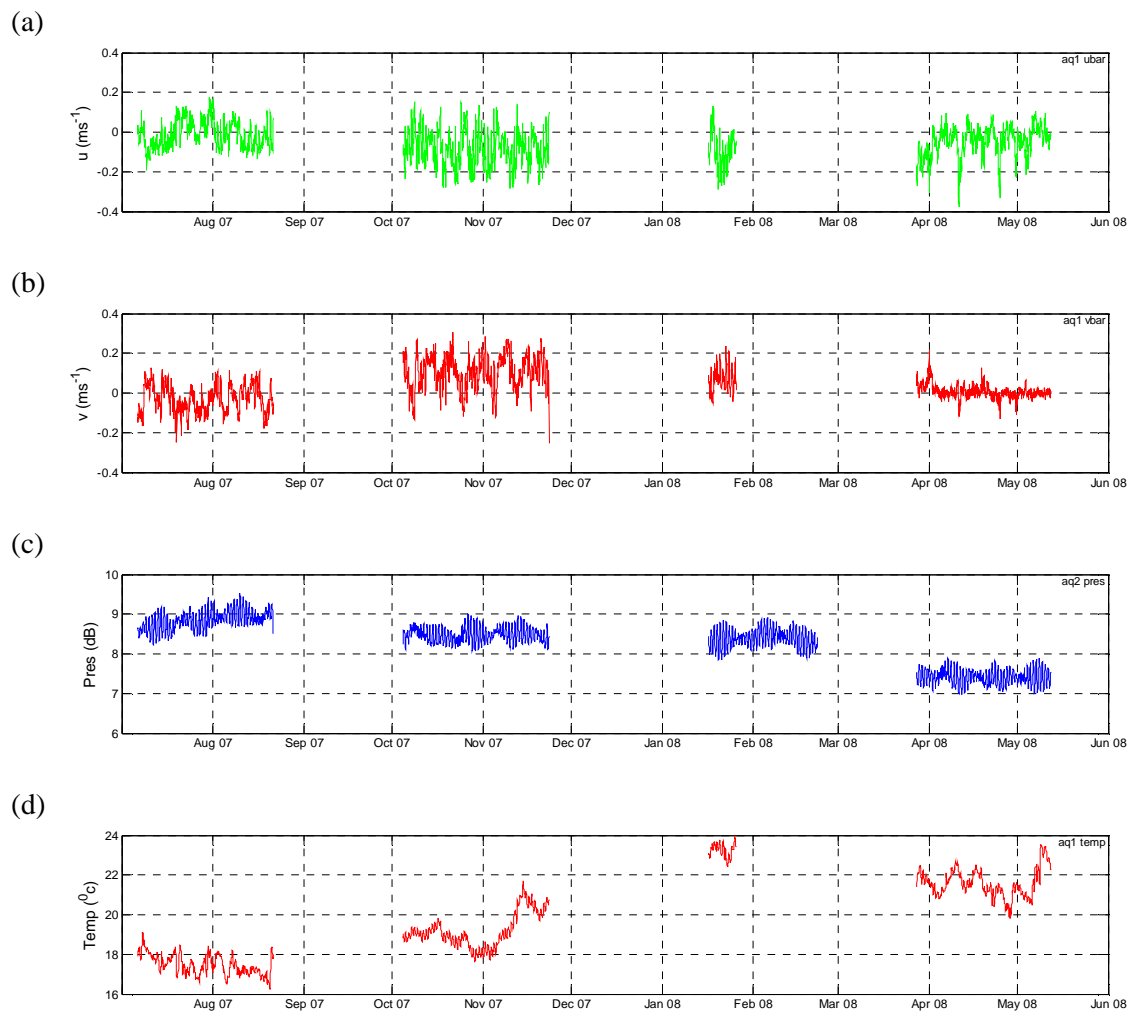 (a)
0.4
aq1 ubar
0.2
0
-0.2
-0.4
u (ms-1)
Aug 07 Sep 07 Oct 07 Nov 07 Dec 07 Jan 08 Feb 08 Mar 08 Apr 08 May 08 Jun 08
(b)
0.4
aq1 vbar
0.2
0
-0.2
-0.4
v (ms-1)
Aug 07 Sep 07 Oct 07 Nov 07 Dec 07 Jan 08 Feb 08 Mar 08 Apr 08 May 08 Jun 08
(c)
10
aq2 pres
9
8
7
6
Pres (dB)
Aug 07 Sep 07 Oct 07 Nov 07 Dec 07 Jan 08 Feb 08 Mar 08 Apr 08 May 08 Jun 08
(d)
24
aq1 temp
22
20
18
16
Temp (0c)
Aug 07 Sep 07 Oct 07 Nov 07 Dec 07 Jan 08 Feb 08 Mar 08 Apr 08 May 08 Jun 08